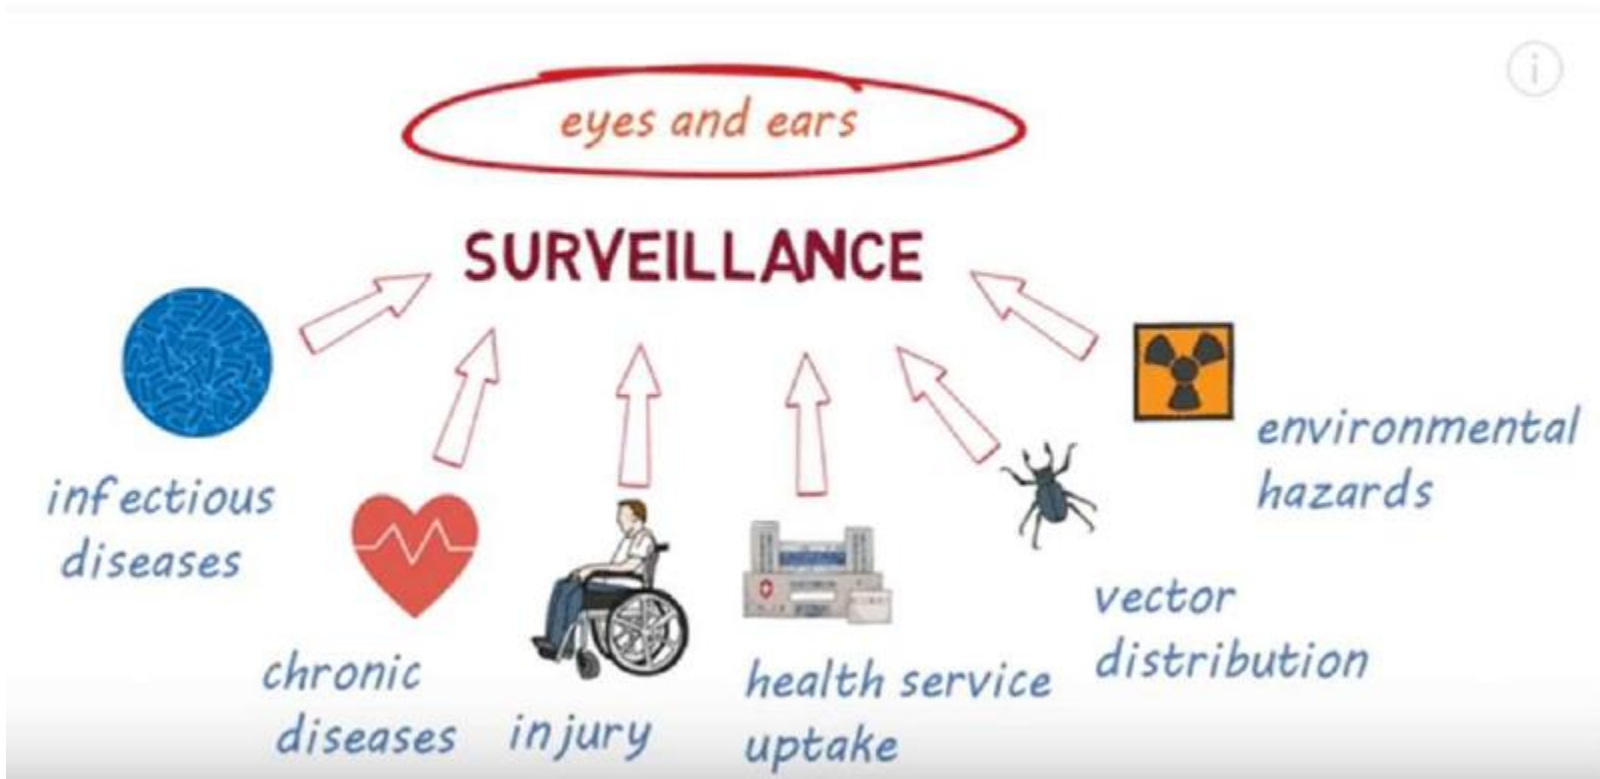 eyes and ears
SURVEILLANCE
infectious
diseases
chronic
diseases
injury
health service
uptake
vector
distribution
environmental
hazards